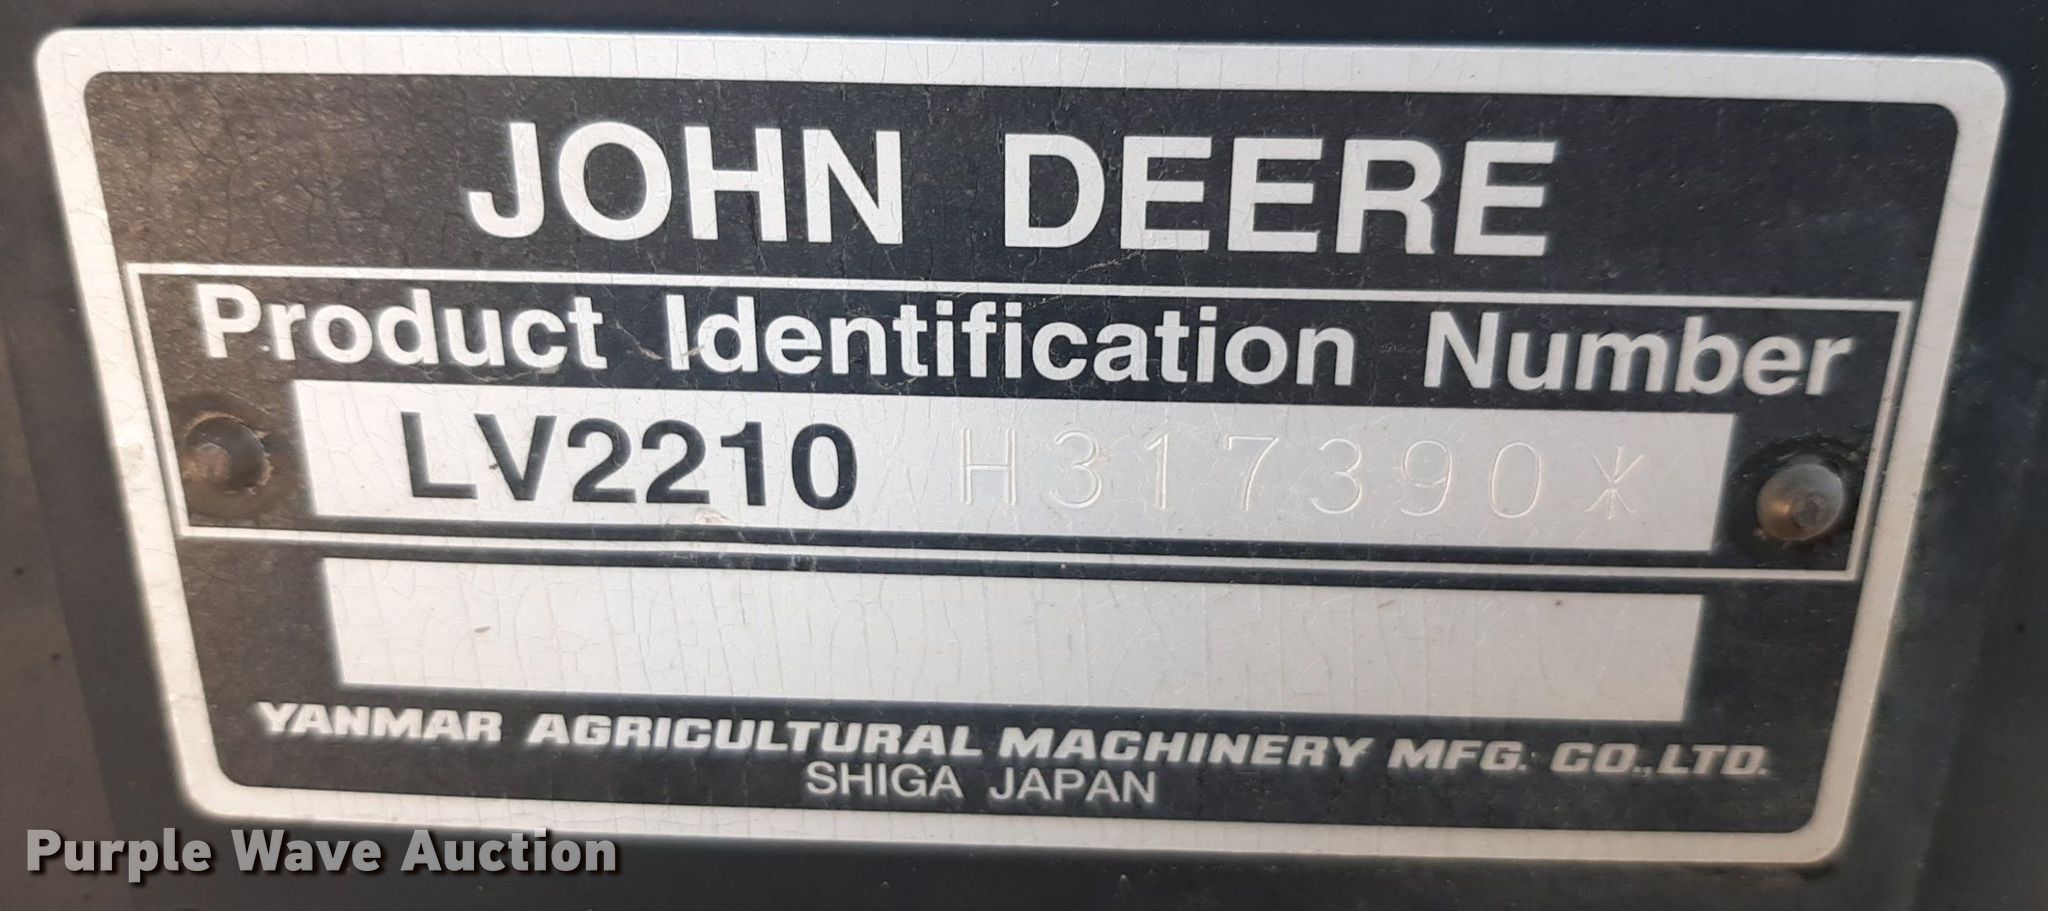 JOHN DEERE
Product Identification Number
LV2210 H317390*
YANMAR AGRICULTURAL MACHINERY MFG. CO.,LTD.
SHIGA JAPAN
Purple Wave Auction